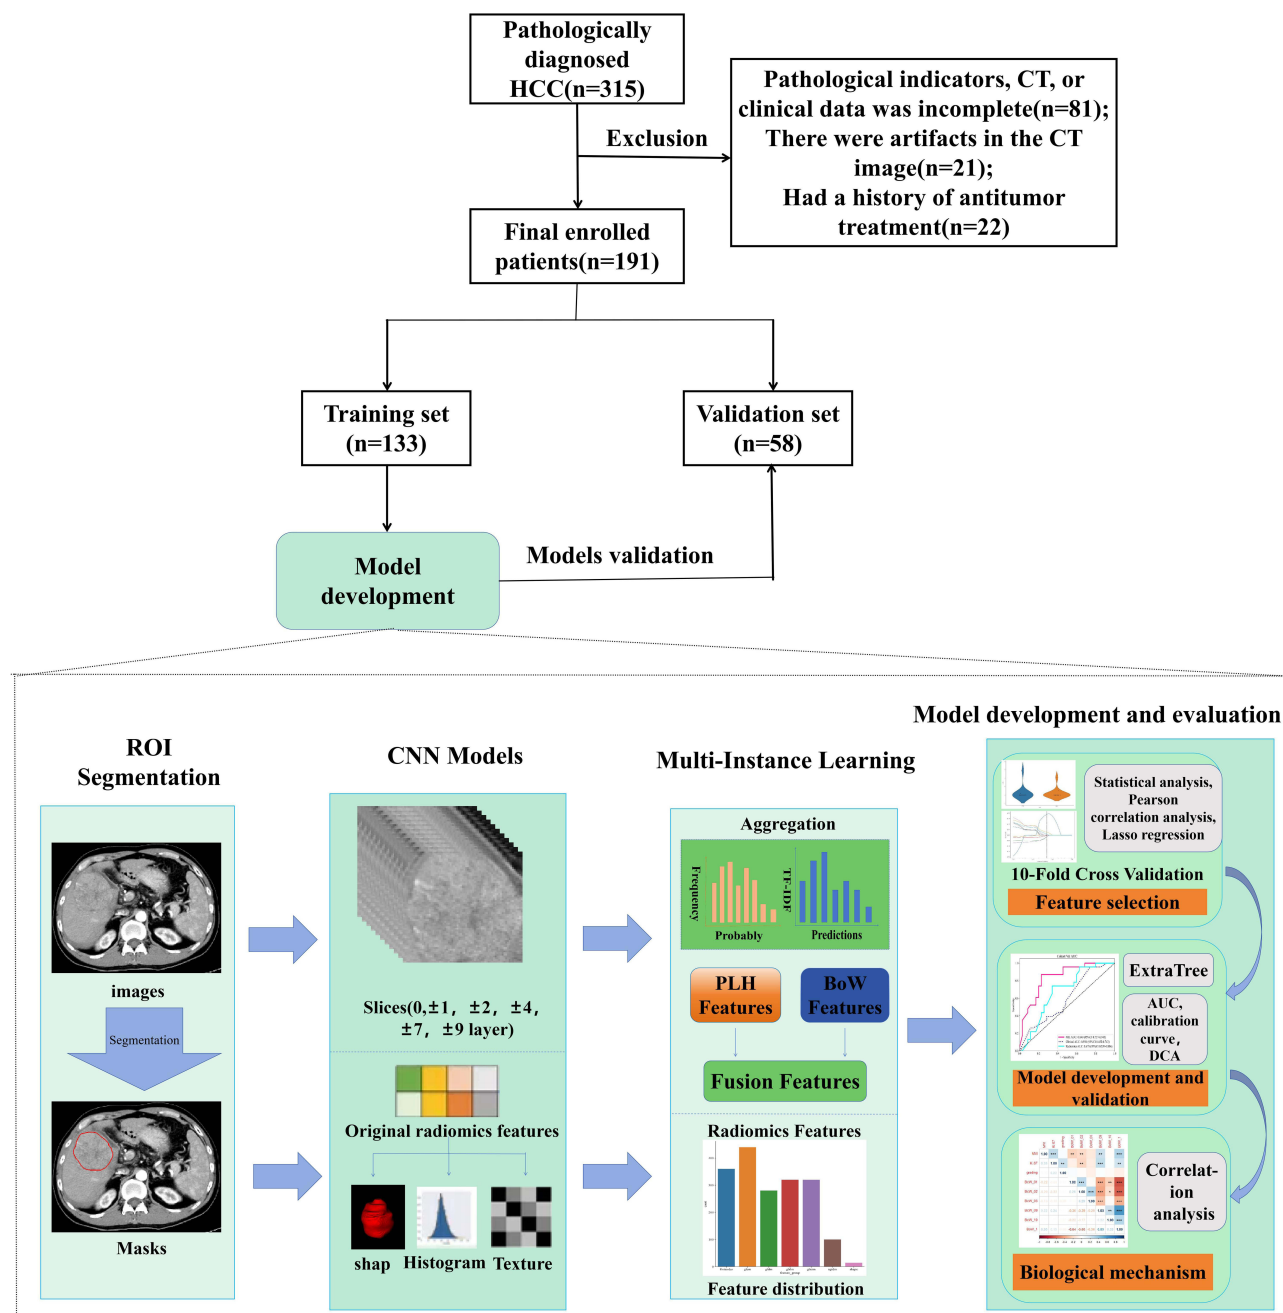 Pathologically
diagnosed
HCC(n=315)
Exclusion
Pathological indicators, CT, or
clinical data was incomplete(n=81);
There were artifacts in the CT
image(n=21);
Had a history of antitumor
treatment(n=22)
Final enrolled
patients(n=191)
Training set
(n=133)
Validation set
(n=58)
Model
development
Models validation
ROI
Segmentation
images
Segmentation
Masks
CNN Models
Slices(0,±1, ±2, ±4,
±7, ±9 layer)
Original radiomics features
shap
Histogram
Texture
Multi-Instance Learning
Aggregation
Frequency
Probably
TF-IDF
Predictions
PLH
Features
BoW
Features
Fusion Features
Radiomics Features
Feature distribution
Model development and evaluation
Statistical analysis,
Pearson
correlation analysis,
Lasso regression
10-Fold Cross Validation
Feature selection
ExtraTree
AUC,
calibration
curve,
DCA
Model development and
validation
Correlat-
ion
analysis
Biological mechanism